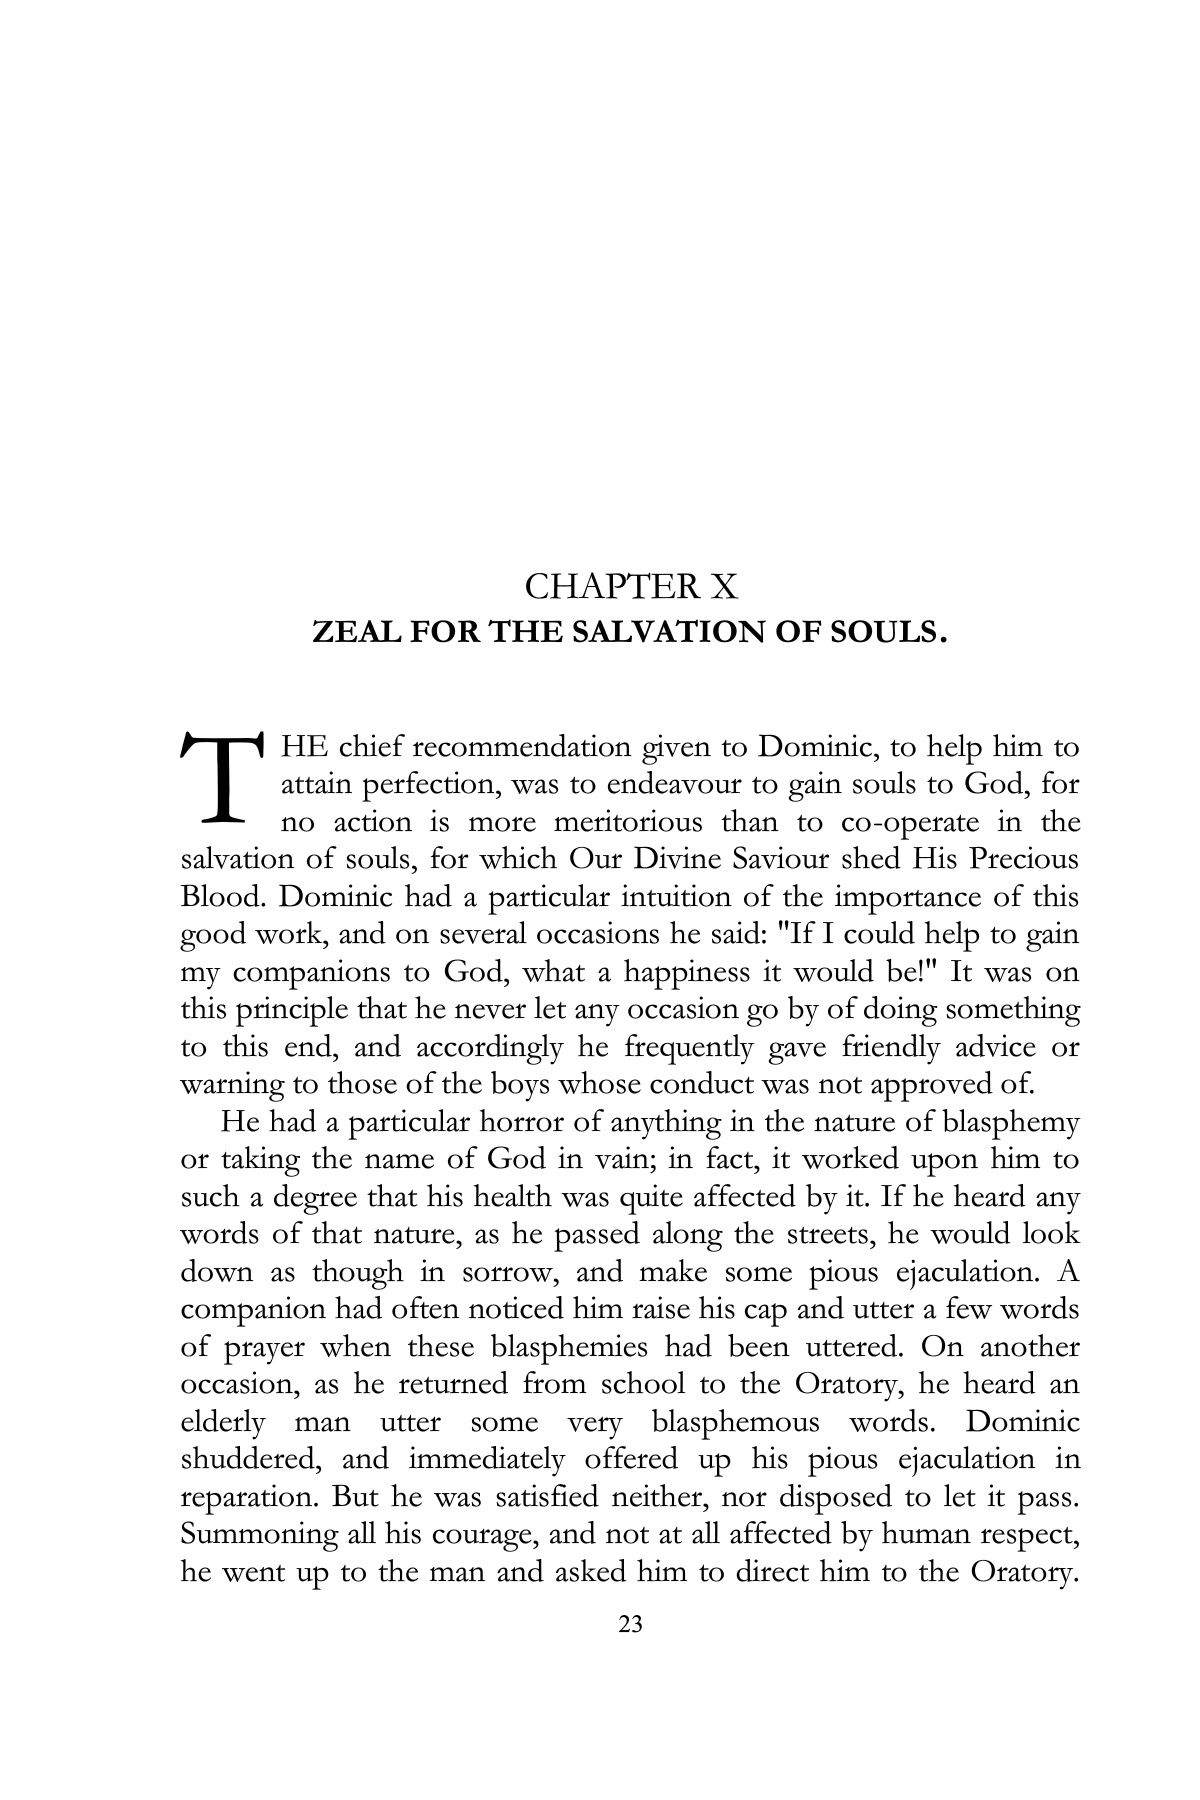 CHAPTER X
ZEAL FOR THE SALVATION OF SOULS.
THE chief recommendation given to Dominic, to help him to
attain perfection, was to endeavour to gain souls to God, for
no action is more meritorious than to co-operate in the
salvation of souls, for which Our Divine Saviour shed His Precious
Blood. Dominic had a particular intuition of the importance of this
good work, and on several occasions he said: "If I could help to gain
my companions to God, what a happiness it would be!" It was on
this principle that he never let any occasion go by of doing something
to this end, and accordingly he frequently gave friendly advice or
warning to those of the boys whose conduct was not approved of.
He had a particular horror of anything in the nature of blasphemy
or taking the name of God in vain; in fact, it worked upon him to
such a degree that his health was quite affected by it. If he heard any
words of that nature, as he passed along the streets, he would look
down as though in sorrow, and make some pious ejaculation. A
companion had often noticed him raise his cap and utter a few words
of prayer when these blasphemies had been uttered. On another
occasion, as he returned from school to the Oratory, he heard an
elderly man utter some very blasphemous words. Dominic
shuddered, and immediately offered up his pious ejaculation in
reparation. But he was satisfied neither, nor disposed to let it pass.
Summoning all his courage, and not at all affected by human respect,
he went up to the man and asked him to direct him to the Oratory.
23